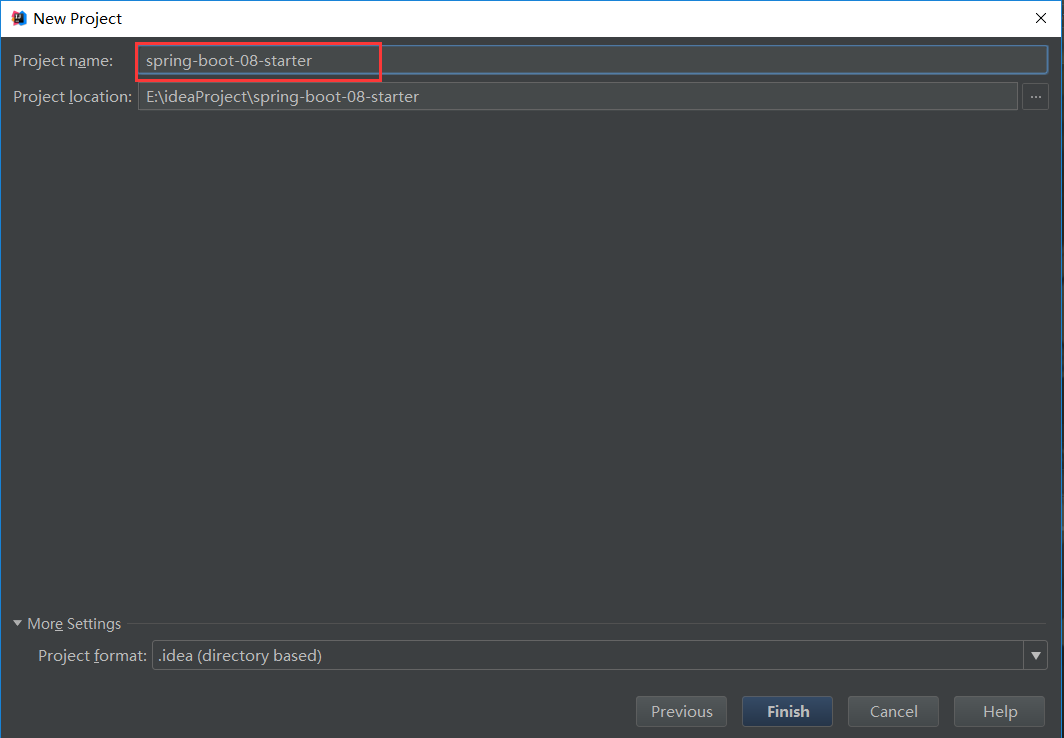 New Project
Project name: spring-boot-08-starter
Project location: E:\ideaProject\spring-boot-08-starter ...
More Settings
Project format: .idea (directory based)
Previous Finish Cancel Help